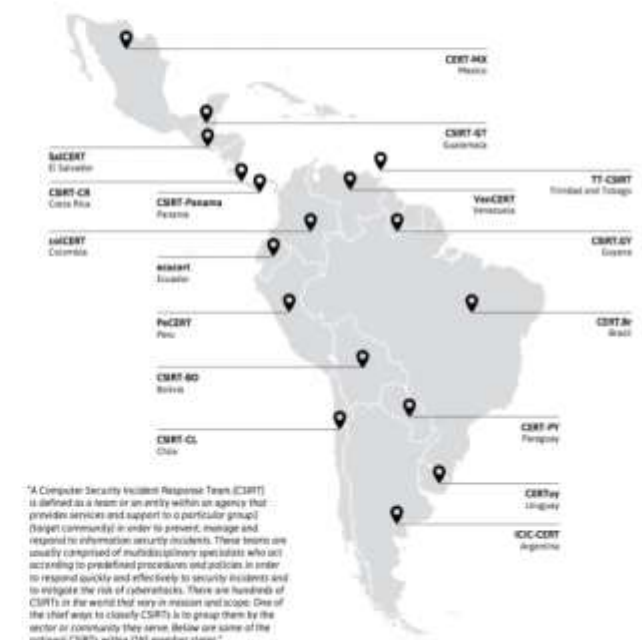 CERT-MX
Mexico
CSIRT-GT
Guatemala
SalCERT
El Salvador
TT-CSIRT
Trinidad and Tobago
CSIRT-CR
Costa Rica
CSIRT-Panama
Panama
VenCERT
Venezuela
colCERT
Colombia
CSIRT.GY
Guyana
ecucert
Ecuador
PeCERT
Peru
CERT.Br
Brazil
CSIRT-BO
Bolivia
CERT-PY
Paraguay
CSIRT-CL
Chile
CERTuy
Uruguay
ICIC-CERT
Argentina
"A Computer Security Incident Response Team (CSIRT)
is defined as a team or an entity within an agency that
provides services and support to a particular group)
(target community) in order to prevent, manage and
respond to information security incidents. These teams are
usually comprised of multidisciplinary specialists who act
according to predefined procedures and policies in order
to respond quickly and effectively to security incidents and
to mitigate the risk of cyberattacks. There are hundreds of
CSIRTs in the world that vary in mission and scope. One of
the chief ways to classify CSIRTs is to group them by the
sector or community they serve. Below are some of the
national CSIRTs within OAS member states."